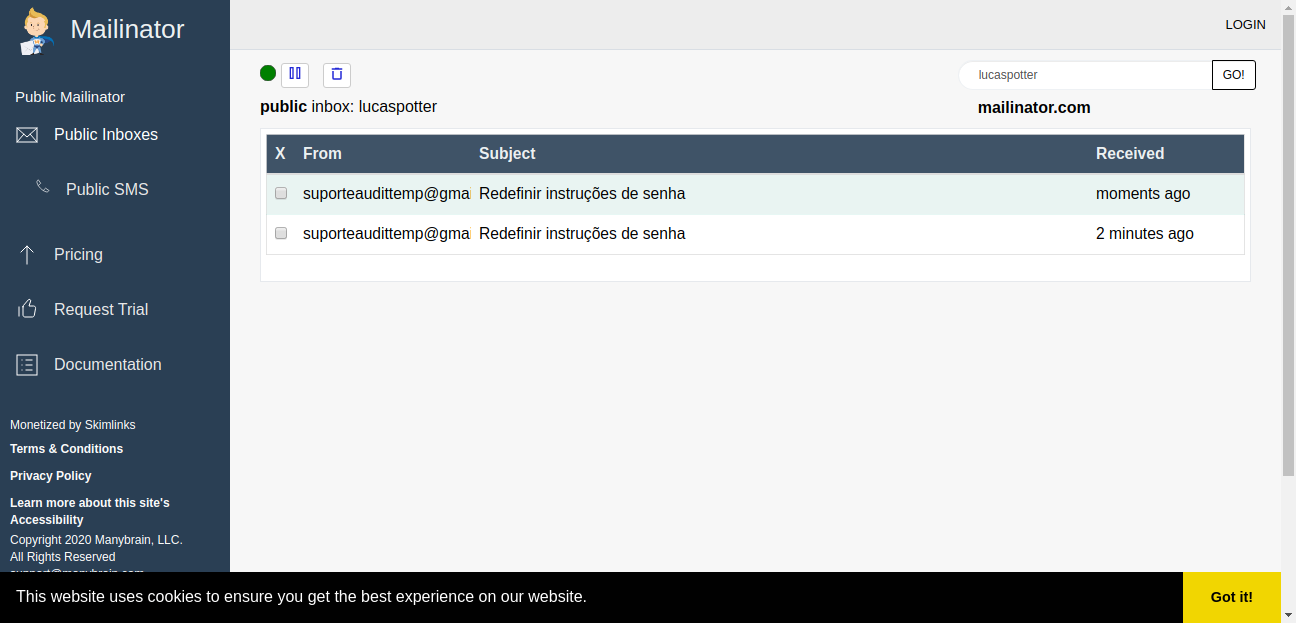 Mailinator
LOGIN
Public Mailinator
Public Inboxes
Public SMS
Pricing
Request Trial
Documentation
Monetized by Skimlinks
Terms & Conditions
Privacy Policy
Learn more about this site's
Accessibility
Copyright 2020 Manybrain, LLC.
All Rights Reserved
lucaspotter
GO!
public inbox: lucaspotter
mailinator.com
X From Subject Received
suporteaudittemp@gmai Redefinir instruções de senha moments ago
suporteaudittemp@gmai Redefinir instruções de senha 2 minutes ago
This website uses cookies to ensure you get the best experience on our website.
Got it!